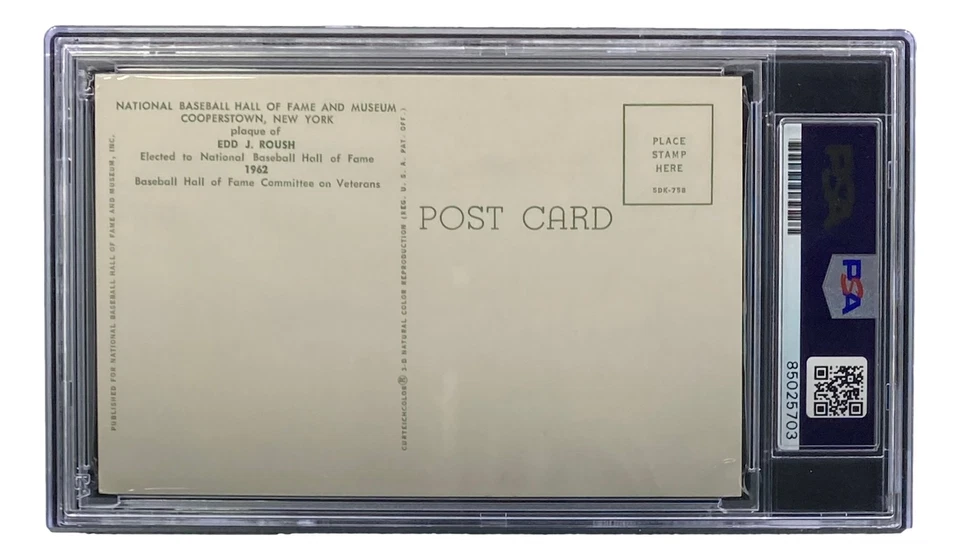 NATIONAL BASEBALL HALL OF FAME AND MUSEUM
COOPERSTOWN, NEW YORK
plaque of
EDD J. ROUSH
Elected to National Baseball Hall of Fame
1962
Baseball Hall of Fame Committee on Veterans
PUBLISHED FOR NATIONAL BASEBALL HALL OF FAME AND MUSEUM, INC.
CURTEICHCOLOR® 3-D NATURAL COLOR REPRODUCTION (REG. U. S. A. PAT. OFF.)
POST CARD
PLACE
STAMP
HERE
5DK-758
PSA
PSA
85025703